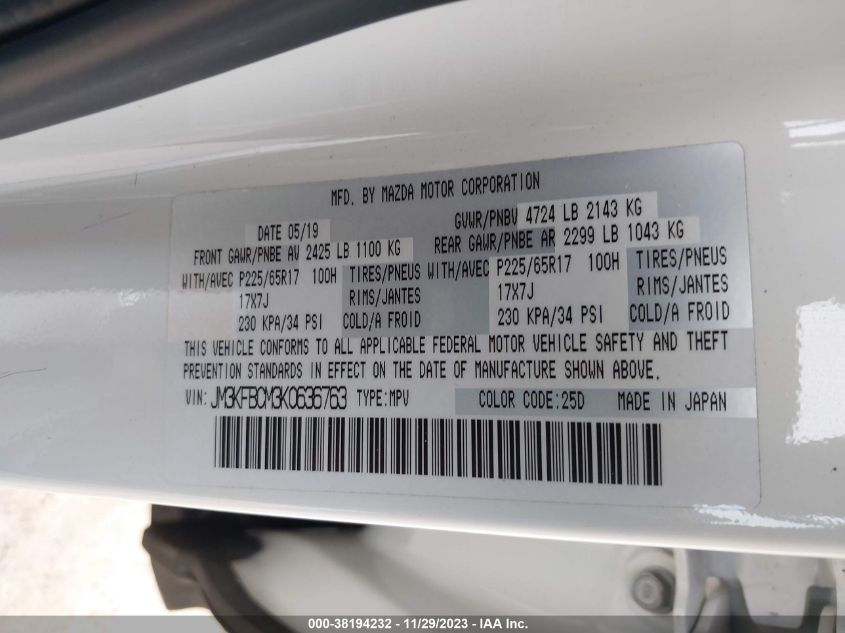 MFD. BY MAZDA MOTOR CORPORATION
DATE 05/19 GVWR/PNBV 4724 LB 2143 KG
FRONT GAWR/PNBE AV 2425 LB 1100 KG REAR GAWR/PNBE AR 2299 LB 1043 KG
WITH/AVEC P225/65R17 100H TIRES/PNEUS WITH/AVEC P225/65R17 100H TIRES/PNEUS
17X7J RIMS/JANTES 17X7J RIMS/JANTES
230 KPA/34 PSI COLD/A FROID 230 KPA/34 PSI COLD/A FROID
THIS VEHICLE CONFORMS TO ALL APPLICABLE FEDERAL MOTOR VEHICLE SAFETY AND THEFT
PREVENTION STANDARDS IN EFFECT ON THE DATE OF MANUFACTURE SHOWN ABOVE.
VIN: JM3KFBCM3K0636763 TYPE:MPV COLOR CODE:25D MADE IN JAPAN
000-38194232 - 11/29/2023 - IAA Inc.